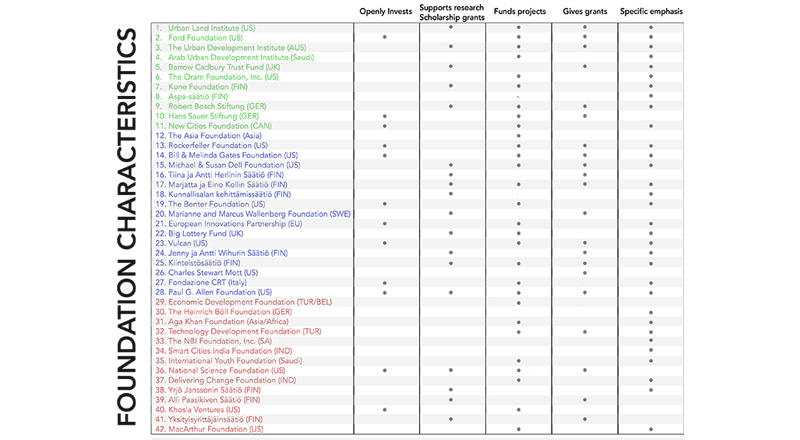 FOUNDATION CHARACTERISTICS
Openly Invests
Supports research
Scholarship grants
Funds projects
Gives grants
Specific emphasis
1. Urban Land Institute (US)
2. Ford Foundation (US)
3. The Urban Development Institute (AUS)
4. Arab Urban Development Institute (Saudi)
5. Barrow Cadbury Trust Fund (UK)
6. The Oram Foundation, Inc. (US)
7. Kone Foundation (FIN)
8. Aspa-säätiö (FIN)
9. Robert Bosch Stiftung (GER)
10. Hans Sauer Stiftung (GER)
11. New Cities Foundation (CAN)
12. The Asia Foundation (Asia)
13. Rockerfeller Foundation (US)
14. Bill & Melinda Gates Foundation (US)
15. Michael & Susan Dell Foundation (US)
16. Tiina ja Antti Herlinin Säätiö (FIN)
17. Marjatta ja Eino Kollin Säätiö (FIN)
18. Kunnallisalan kehittämissäätiö (FIN)
19. The Benter Foundation (US)
20. Marianne and Marcus Wallenberg Foundation (SWE)
21. European Innovations Partnership (EU)
22. Big Lottery Fund (UK)
23. Vulcan (US)
24. Jenny ja Antti Wihurin Säätiö (FIN)
25. Kiinteistösäätiö (FIN)
26. Charles Stewart Mott (US)
27. Fondazione CRT (Italy)
28. Paul G. Allen Foundation (US)
29. Economic Development Foundation (TUR/BEL)
30. The Heinrich Böll Foundation (GER)
31. Aga Khan Foundation (Asia/Africa)
32. Technology Development Foundation (TUR)
33. The NBI Foundation, Inc. (SA)
34. Smart Cities India Foundation (IND)
35. International Youth Foundation (Saudi)
36. National Science Foundation (US)
37. Delivering Change Foundation (IND)
38. Yrjö Janssonin Säätiö (FIN)
39. Alli Paasikiven Säätiö (FIN)
40. Khosla Ventures (US)
41. Yksityisyrittäjäinsäätiö (FIN)
42. MacArthur Foundation (US)